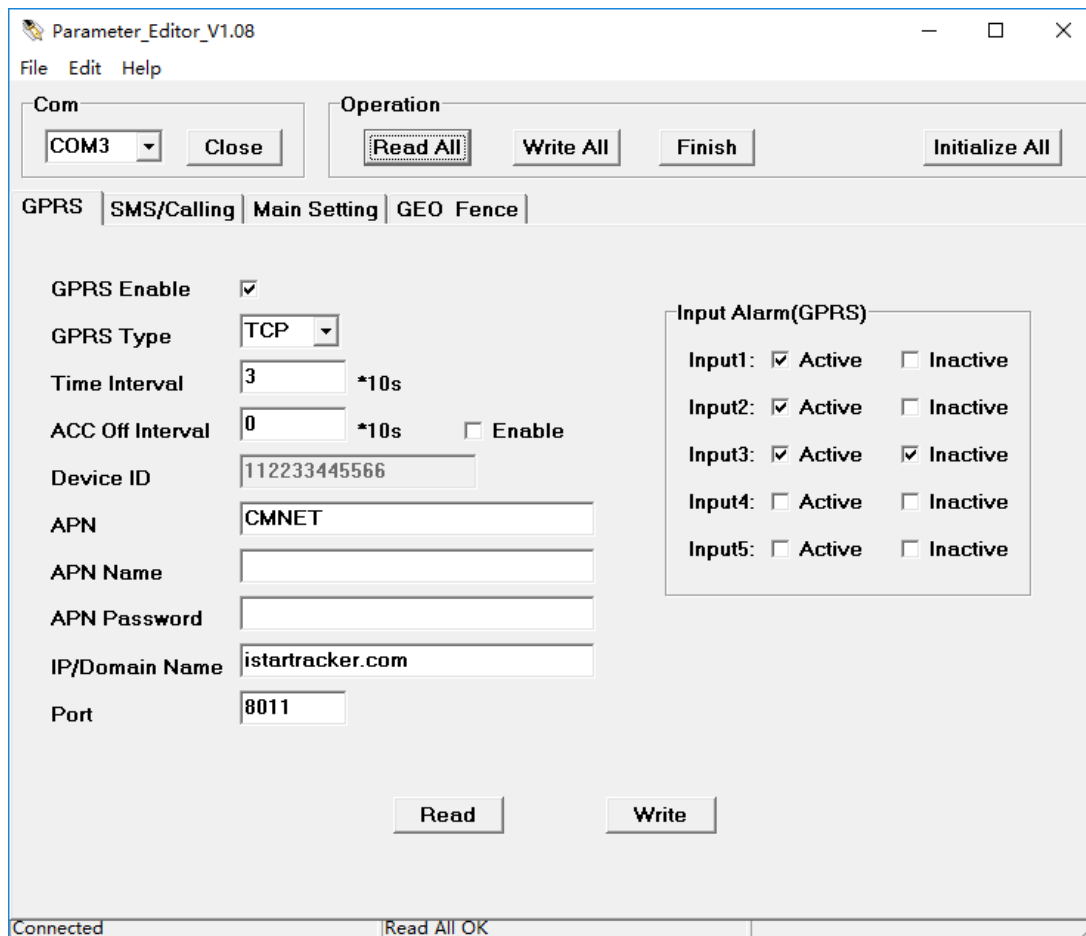 Parameter_Editor_V1.08
File Edit Help
Com
Operation
COM3 Close Read All Write All Finish Initialize All
GPRS SMS/Calling Main Setting GEO Fence
GPRS Enable
GPRS Type TCP
Time Interval 3 *10s
ACC Off Interval 0 *10s Enable
Device ID 112233445566
APN CMNET
APN Name
APN Password
IP/Domain Name istartracker.com
Port 8011
Input Alarm(GPRS)
Input1: Active Inactive
Input2: Active Inactive
Input3: Active Inactive
Input4: Active Inactive
Input5: Active Inactive
Read Write
Connected Read All OK